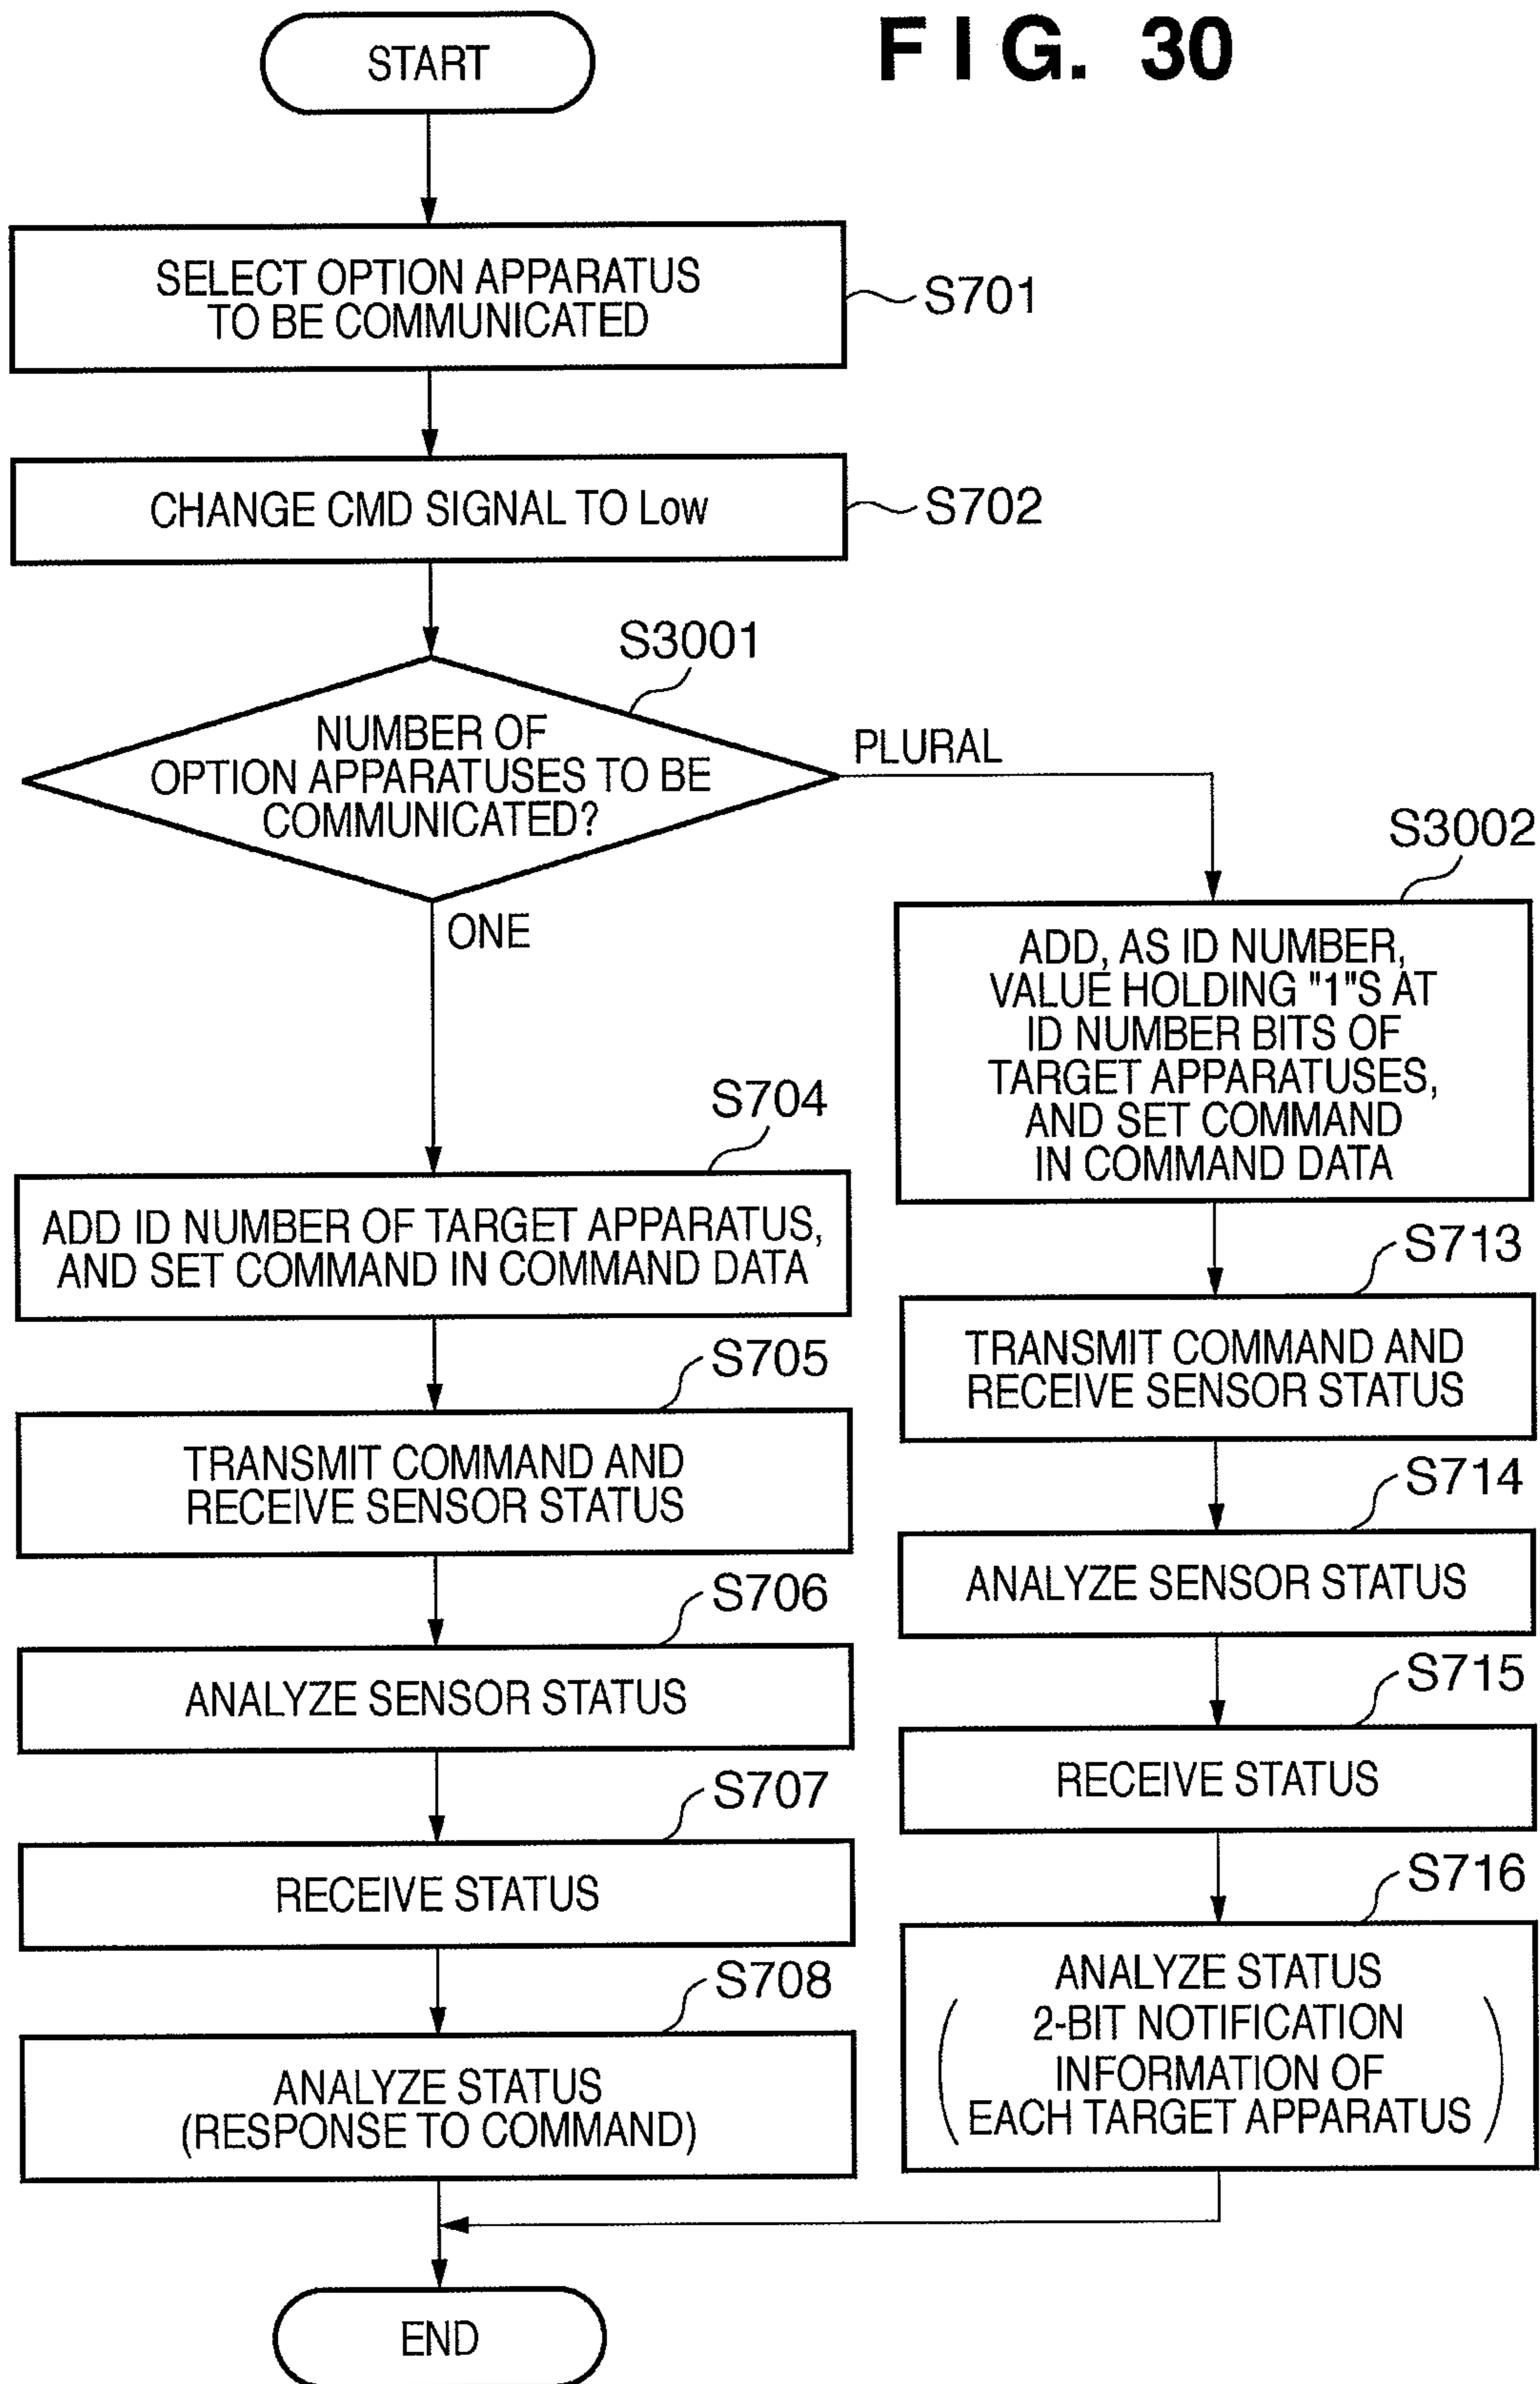 FIG. 30
START
SELECT OPTION APPARATUS
TO BE COMMUNICATED
S701
CHANGE CMD SIGNAL TO Low
S702
S3001
NUMBER OF
OPTION APPARATUSES TO BE
COMMUNICATED?
PLURAL
ONE
S704
ADD ID NUMBER OF TARGET APPARATUS,
AND SET COMMAND IN COMMAND DATA
S705
TRANSMIT COMMAND AND
RECEIVE SENSOR STATUS
S706
ANALYZE SENSOR STATUS
S707
RECEIVE STATUS
S708
ANALYZE STATUS
(RESPONSE TO COMMAND)
S3002
ADD, AS ID NUMBER,
VALUE HOLDING "1"S AT
ID NUMBER BITS OF
TARGET APPARATUSES,
AND SET COMMAND
IN COMMAND DATA
S713
TRANSMIT COMMAND AND
RECEIVE SENSOR STATUS
S714
ANALYZE SENSOR STATUS
S715
RECEIVE STATUS
S716
ANALYZE STATUS
(2-BIT NOTIFICATION
INFORMATION OF
EACH TARGET APPARATUS)
END